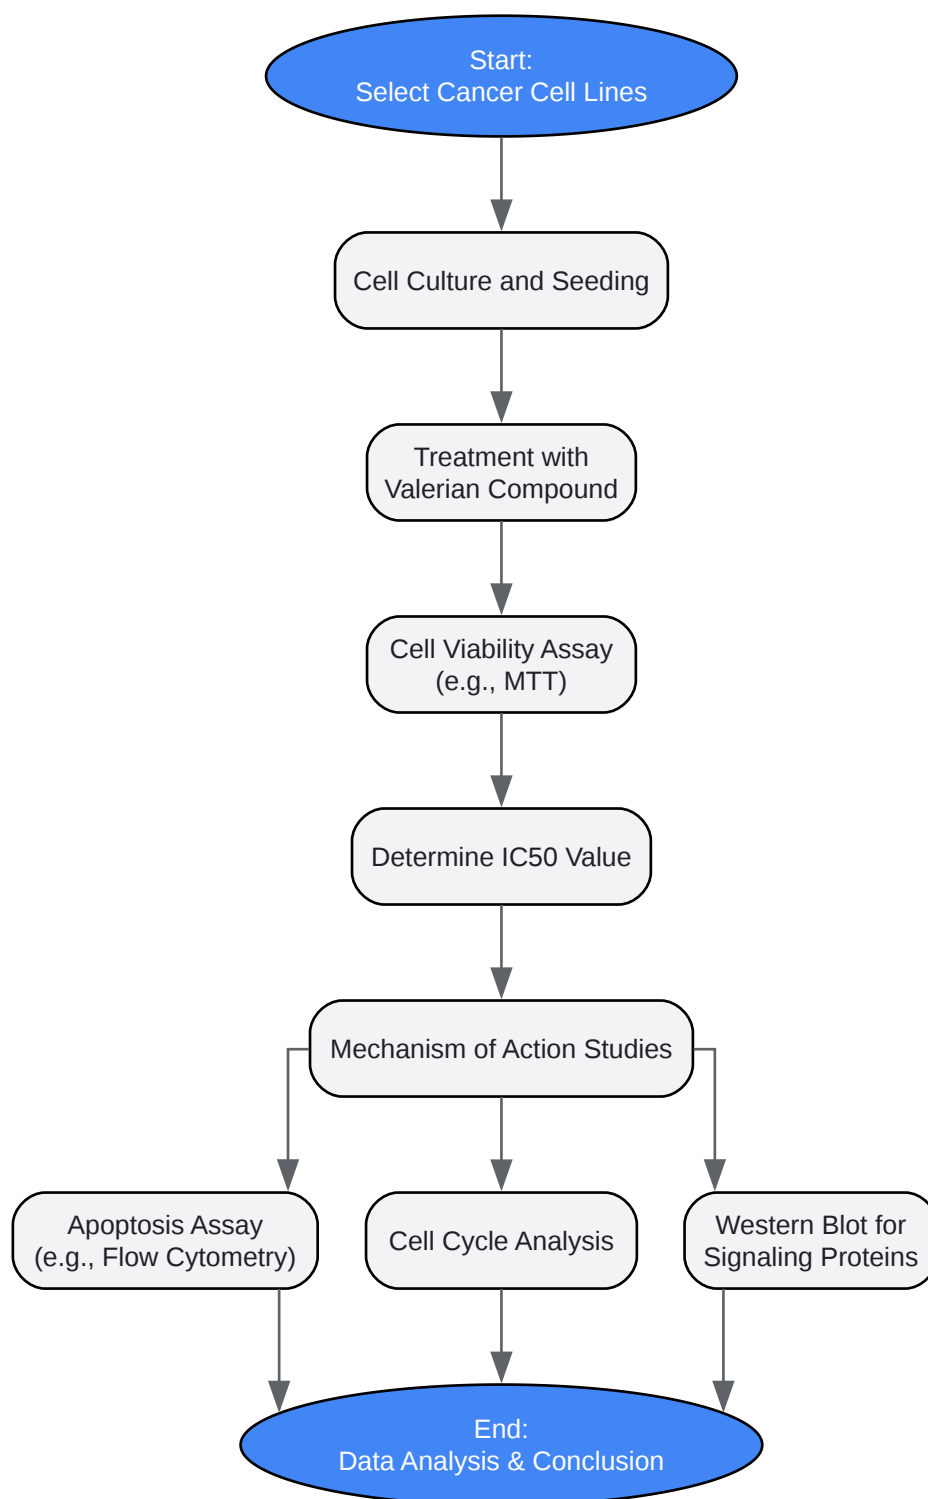 Start:
Select Cancer Cell Lines
Cell Culture and Seeding
Treatment with
Valerian Compound
Cell Viability Assay
(e.g., MTT)
Determine IC50 Value
Mechanism of Action Studies
Apoptosis Assay
(e.g., Flow Cytometry)
Cell Cycle Analysis
Western Blot for
Signaling Proteins
End:
Data Analysis & Conclusion